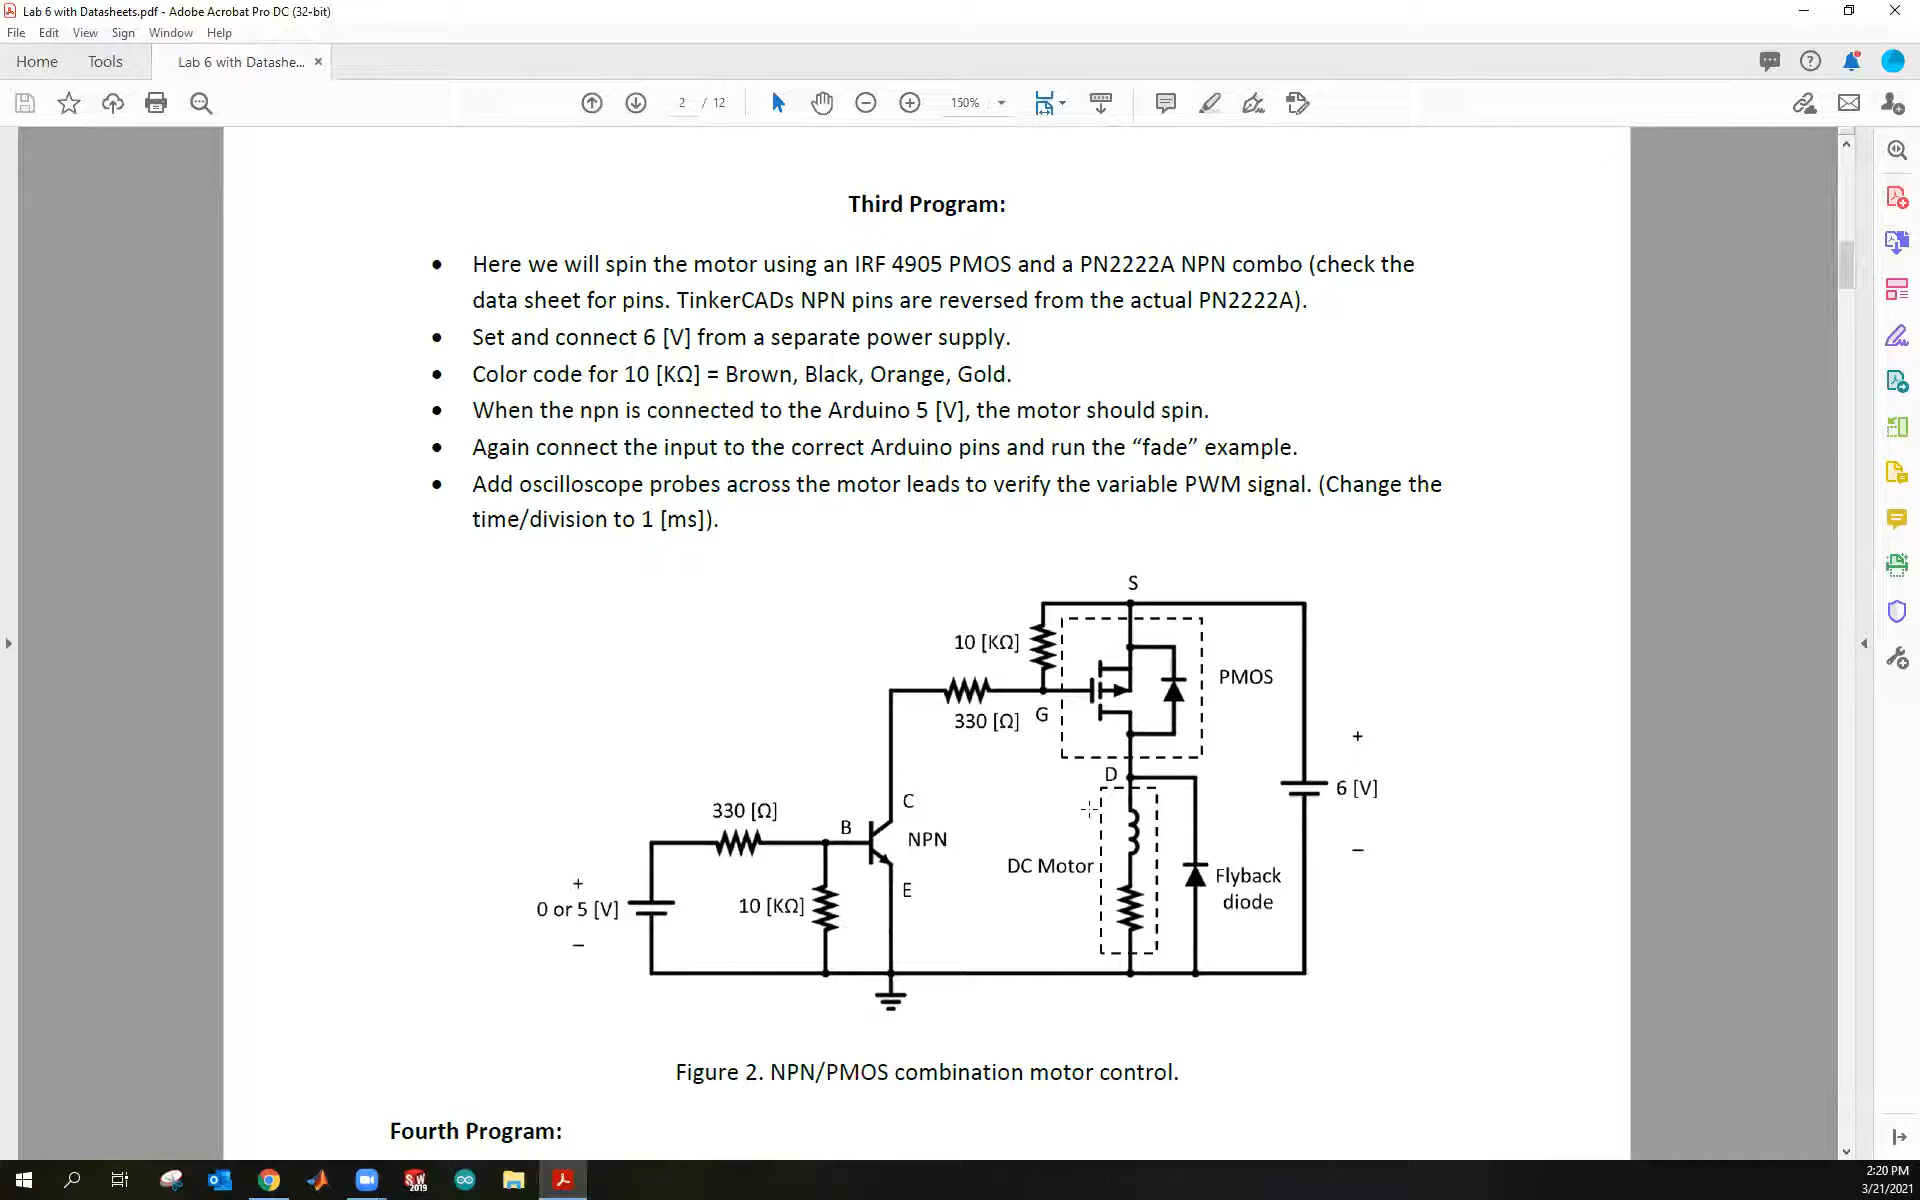 Lab 6 with Datasheets.pdf - Adobe Acrobat Pro DC (32-bit)
File Edit View Sign Window Help
Home Tools Lab 6 with Datashe... ×
2 / 12 150%
Third Program:
• Here we will spin the motor using an IRF 4905 PMOS and a PN2222A NPN combo (check the
data sheet for pins. TinkerCADs NPN pins are reversed from the actual PN2222A).
• Set and connect 6 [V] from a separate power supply.
• Color code for 10 [KΩ] = Brown, Black, Orange, Gold.
• When the npn is connected to the Arduino 5 [V], the motor should spin.
• Again connect the input to the correct Arduino pins and run the “fade” example.
• Add oscilloscope probes across the motor leads to verify the variable PWM signal. (Change the
time/division to 1 [ms]).
S
10 [KΩ]
PMOS
330 [Ω] G
+
D
6 [V]
330 [Ω]
C
B
NPN
–
DC Motor
Flyback
diode
+
E
0 or 5 [V]
10 [KΩ]
–
Figure 2. NPN/PMOS combination motor control.
Fourth Program:
SW
2019
2:20 PM
3/21/2021